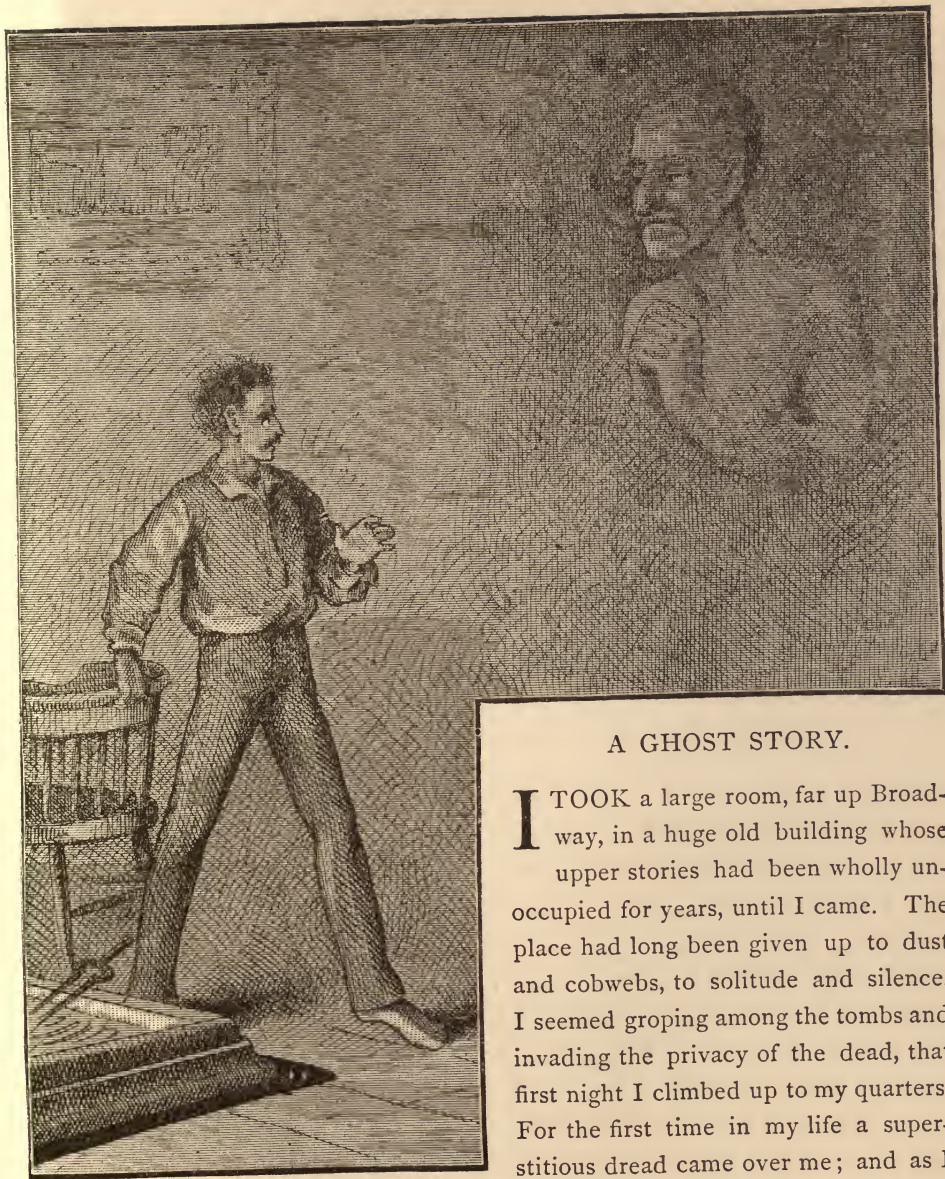 A GHOST STORY.
I TOOK a large room, far up Broad-
way, in a huge old building whose
upper stories had been wholly un-
occupied for years, until I came. The
place had long been given up to dust
and cobwebs, to solitude and silence.
I seemed groping among the tombs and
invading the privacy of the dead, that
first night I climbed up to my quarters.
For the first time in my life a super-
stitious dread came over me; and as I